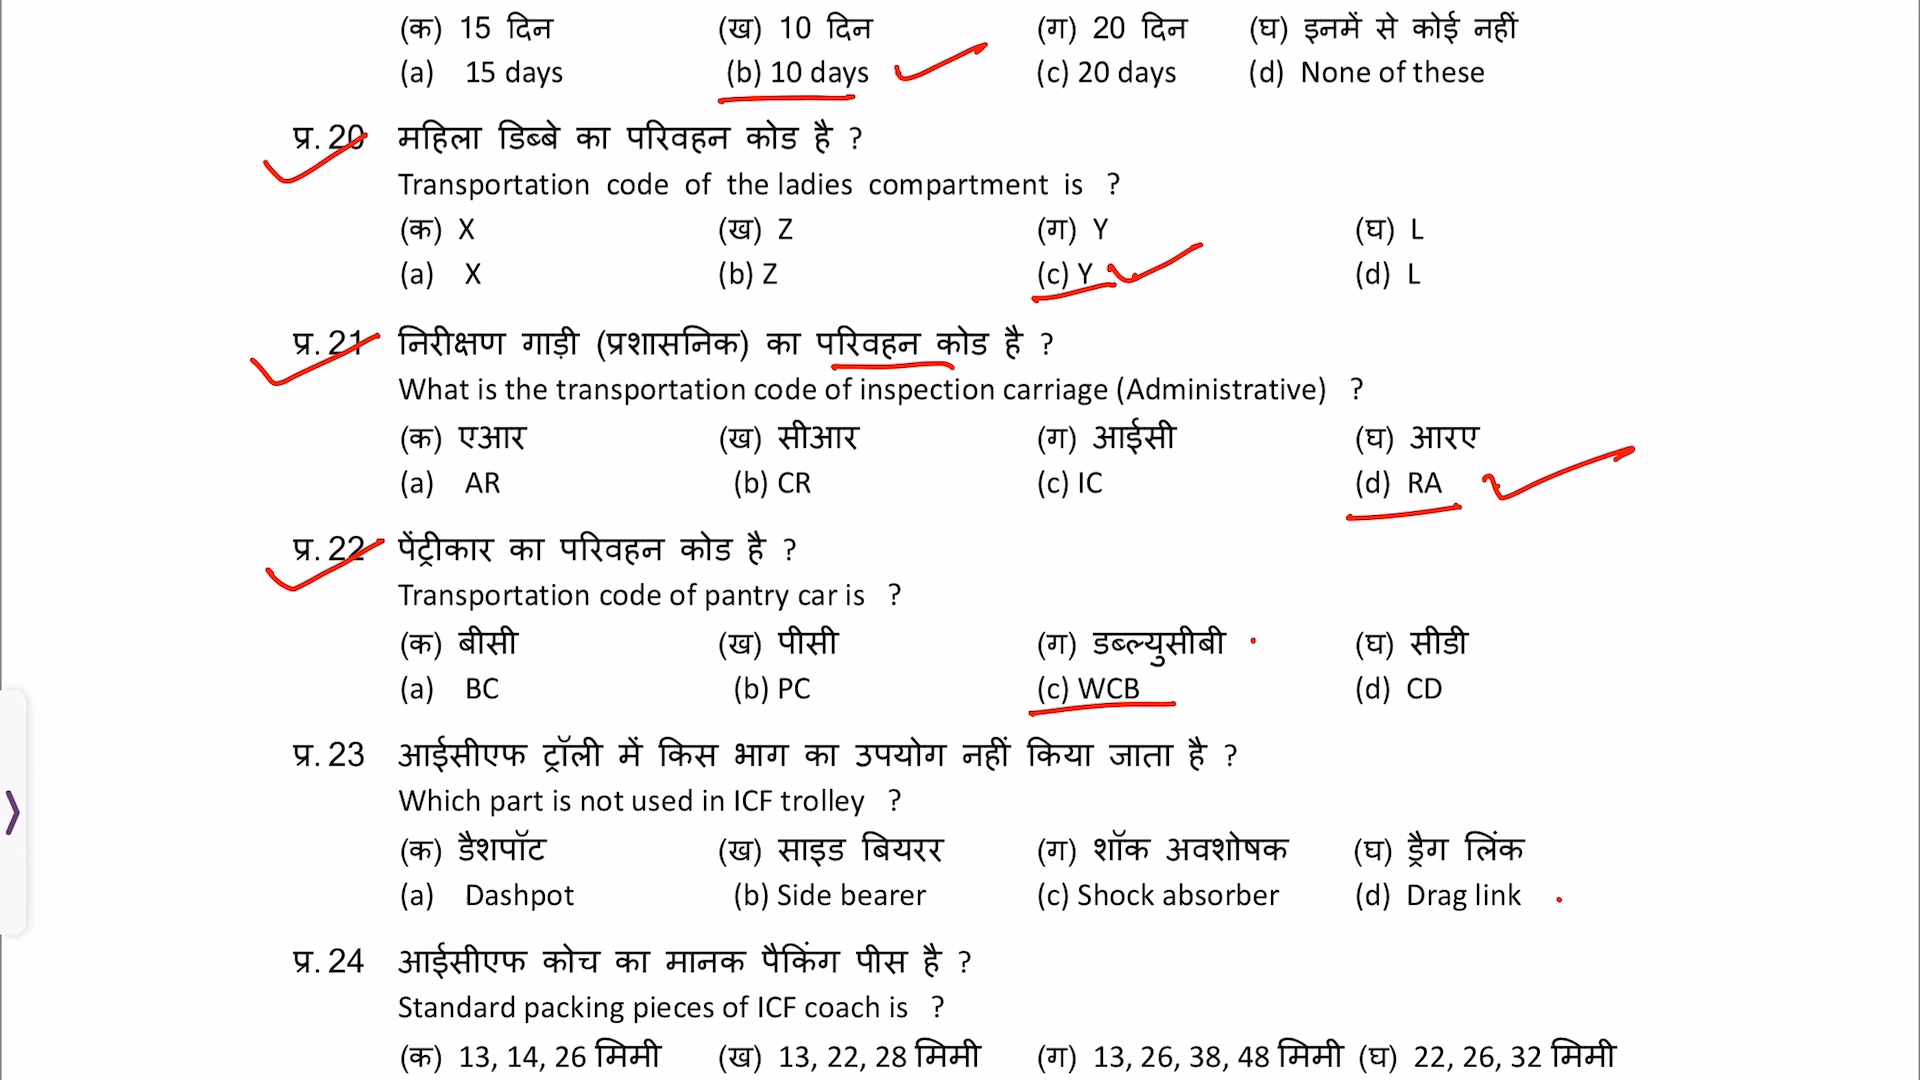 (क) 15 दिन (ख) 10 दिन (ग) 20 दिन (घ) इनमें से कोई नहीं
(a) 15 days (b) 10 days (c) 20 days (d) None of these
प्र. 20 महिला डिब्बे का परिवहन कोड है ?
Transportation code of the ladies compartment is ?
(क) X (ख) Z (ग) Y (घ) L
(a) X (b) Z (c) Y (d) L
प्र. 21 निरीक्षण गाड़ी (प्रशासनिक) का परिवहन कोड है ?
What is the transportation code of inspection carriage (Administrative) ?
(क) एआर (ख) सीआर (ग) आईसी (घ) आरए
(a) AR (b) CR (c) IC (d) RA
प्र. 22 पेंट्रीकार का परिवहन कोड है ?
Transportation code of pantry car is ?
(क) बीसी (ख) पीसी (ग) डब्ल्युसीबी (घ) सीडी
(a) BC (b) PC (c) WCB (d) CD
प्र. 23 आईसीएफ ट्रॉली में किस भाग का उपयोग नहीं किया जाता है ?
Which part is not used in ICF trolley ?
(क) डैशपॉट (ख) साइड बियरर (ग) शॉक अवशोषक (घ) ड्रैग लिंक
(a) Dashpot (b) Side bearer (c) Shock absorber (d) Drag link
प्र. 24 आईसीएफ कोच का मानक पैकिंग पीस है ?
Standard packing pieces of ICF coach is ?
(क) 13, 14, 26 मिमी (ख) 13, 22, 28 मिमी (ग) 13, 26, 38, 48 मिमी (घ) 22, 26, 32 मिमी